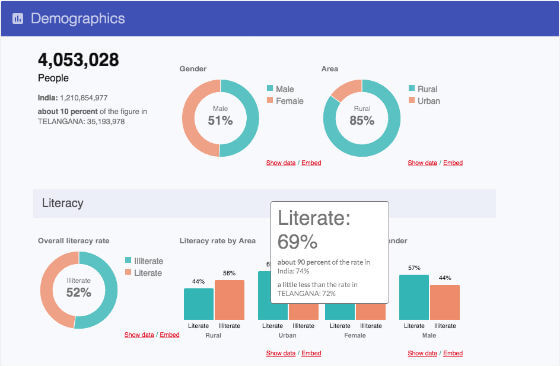 Demographics
4,053,028
People
India: 1,210,854,977
about 10 percent of the figure in
TELANGANA: 35,193,978
Gender
Male
51%
Male
Female
Show data / Embed
Area
Rural
85%
Rural
Urban
Show data / Embed
Literacy
Overall literacy rate
Illiterate
52%
Illiterate
Literate
Show data / Embed
Literacy rate by Area
44%
56%
Literate Illiterate
Rural
Literate Illiterate
Urban
Show data / Embed
Literate:
69%
about 90 percent of the rate in
India: 74%
a little less than the rate in
TELANGANA: 72%
Literate Illiterate
Female
57%
44%
Literate Illiterate
Male
Show data / Embed